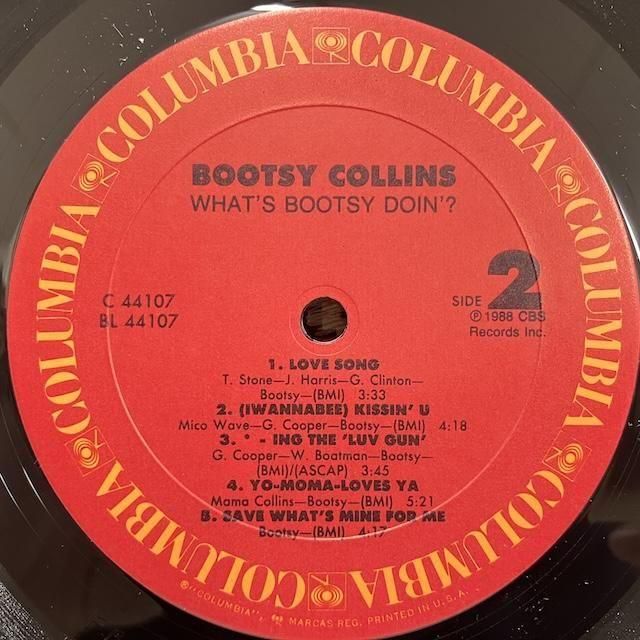 COLUMBIA COLUMBIA COLUMBIA COLUMBIA COLUMBIA COLUMBIA COLUMBIA COLUMBIA
BOOTSY COLLINS
WHAT'S BOOTSY DOIN'?
C 44107
BL 44107
SIDE 2
℗ 1988 CBS
Records Inc.
1. LOVE SONG
T. Stone—J. Harris—G. Clinton—
Bootsy—(BMI) 3:33
2. (IWANNABEE) KISSIN' U
Mico Wave—G. Cooper—Bootsy—(BMI) 4:18
3. * - ING THE 'LUV GUN'
G. Cooper—W. Boatman—Bootsy—
(BMI)/(ASCAP) 3:45
4. YO-MOMA-LOVES YA
Mama Collins—Bootsy—(BMI) 5:21
5. SAVE WHAT'S MINE FOR ME
Bootsy—(BMI) 4:17
® "COLUMBIA", MARCAS REG. PRINTED IN U.S.A.